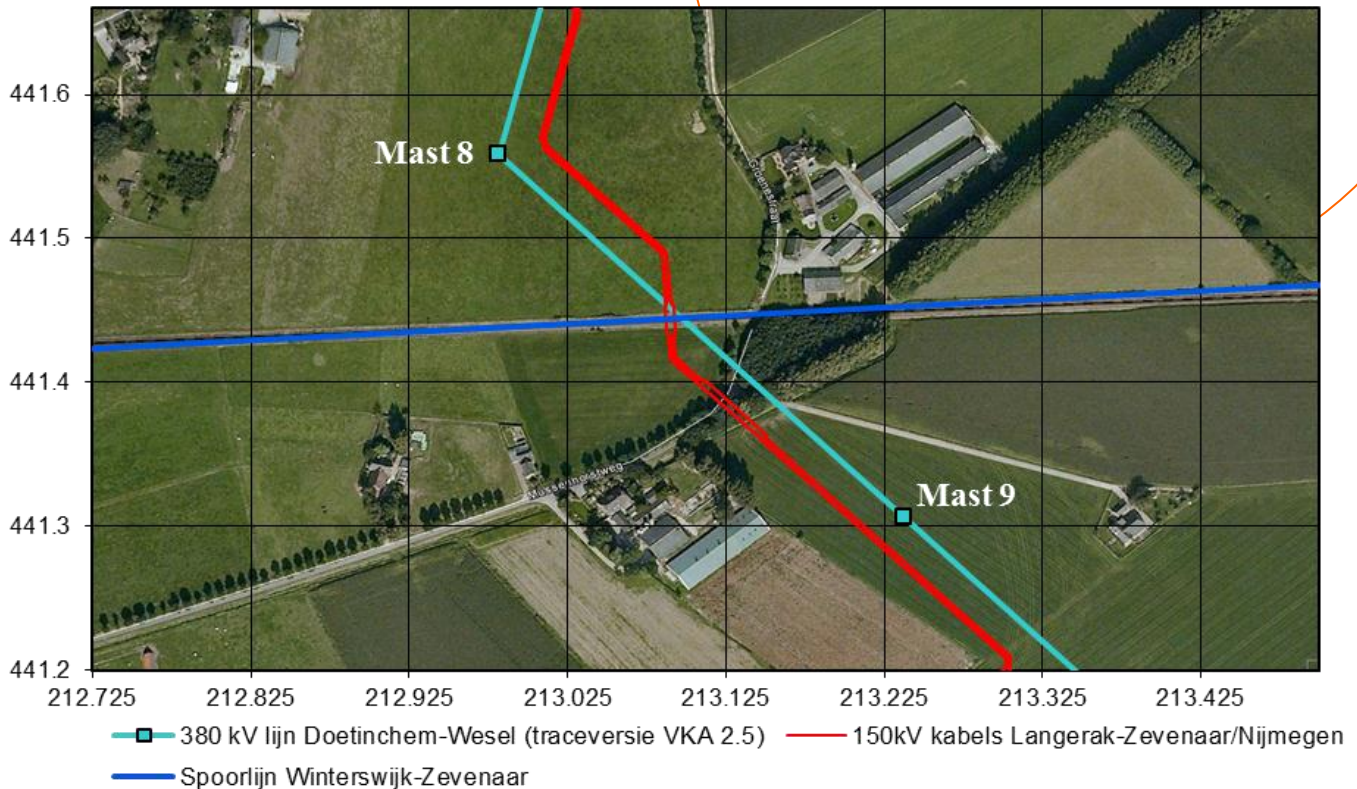 441.6
Mast 8
Groenestraat
441.5
441.4
Mast 9
Mussenhorstweg
441.3
441.2
212.725 212.825 212.925 213.025 213.125 213.225 213.325 213.425
380 kV lijn Doetinchem-Wesel (traceversie VKA 2.5) 150kV kabels Langerak-Zevenaar/Nijmegen
Spoorlijn Winterswijk-Zevenaar